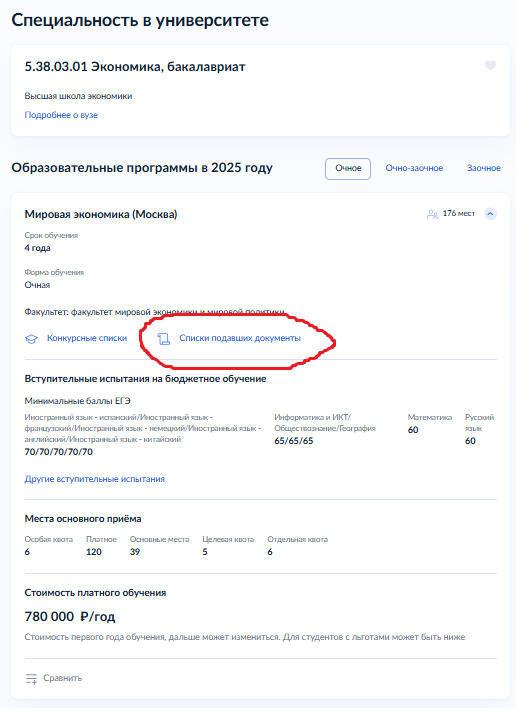 Специальность в университете
5.38.03.01 Экономика, бакалавриат
Высшая школа экономики
Подробнее о вузе
Образовательные программы в 2025 году
Очное
Очно-заочное
Заочное
Мировая экономика (Москва)
176 мест
Срок обучения
4 года
Форма обучения
Очная
Факультет: факультет мировой экономики и мировой политики
Конкурсные списки
Списки подавших документы
Вступительные испытания на бюджетное обучение
Минимальные баллы ЕГЭ
Иностранный язык - испанский/Иностранный язык -
французский/Иностранный язык - немецкий/Иностранный язык -
английский/Иностранный язык - китайский
70/70/70/70/70
Информатика и ИКТ/
Обществознание/География
65/65/65
Математика
60
Русский
язык
60
Другие вступительные испытания
Места основного приёма
Особая квота
6
Платное
120
Основные места
39
Целевая квота
5
Отдельная квота
6
Стоимость платного обучения
780 000 ₽/год
Стоимость первого года обучения, дальше может измениться. Для студентов с льготами может быть ниже
Сравнить